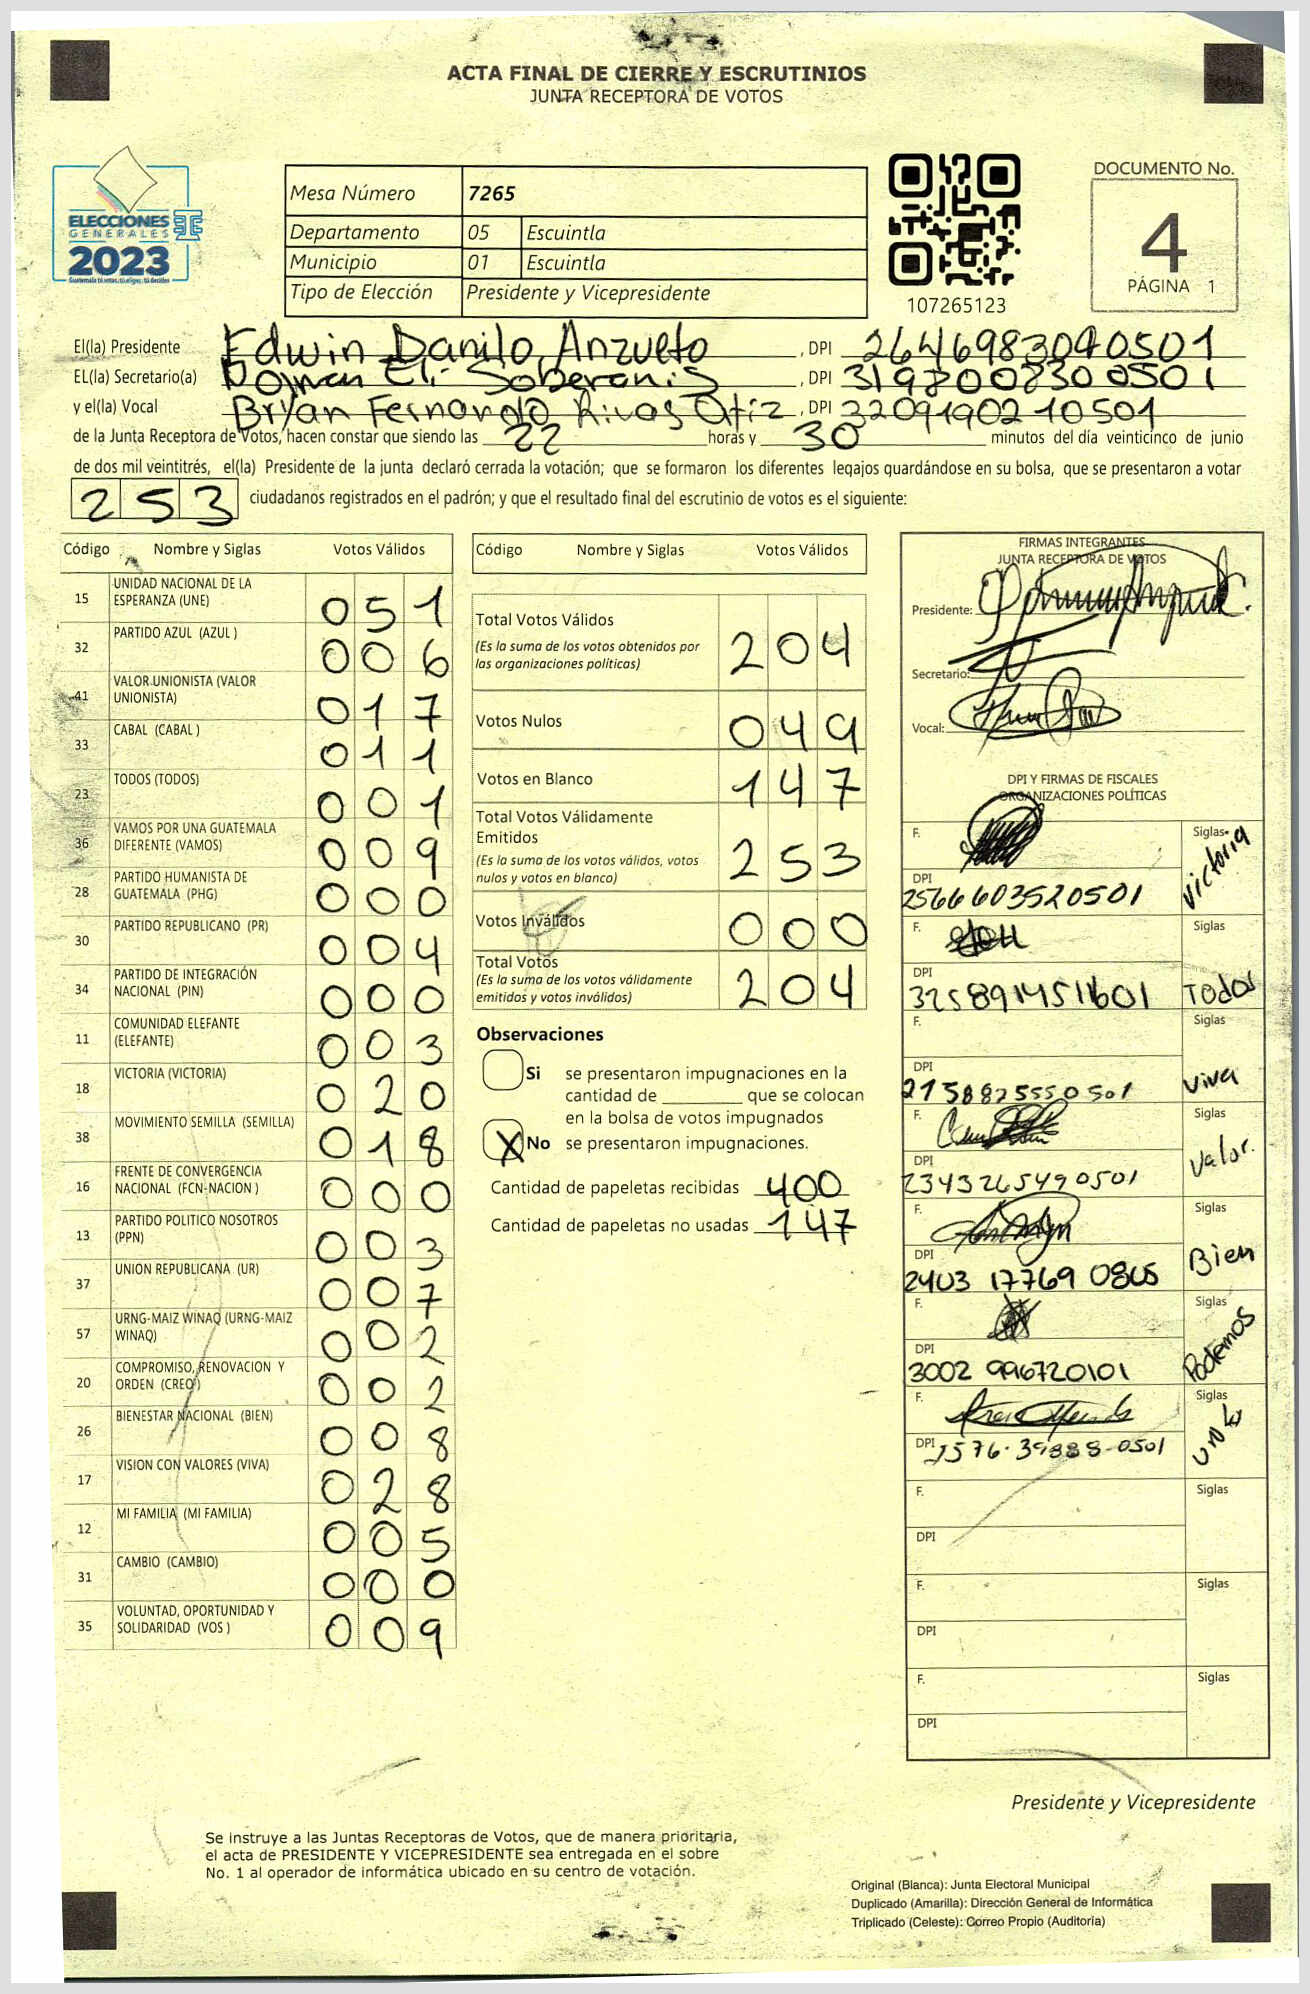 ACTA FINAL DE CIERRE Y ESCRUTINIOS
JUNTA RECEPTORA DE VOTOS
ELECCIONES
GENERALES
2023
Guatemala tú votas, tú eliges, tú decides
Mesa Número 7265
Departamento 05 Escuintla
Municipio 01 Escuintla
Tipo de Elección Presidente y Vicepresidente
107265123
DOCUMENTO No.
4
PÁGINA 1
El(la) Presidente Edwin Danilo Anzueto , DPI 2646983040501
EL(la) Secretario(a) Roman Eli Soberanis , DPI 3198008300501
y el(la) Vocal Bryan Fernando Rivas Ortiz , DPI 3209190210501
de la Junta Receptora de Votos, hacen constar que siendo las 22 horas y 30 minutos del día veinticinco de junio
de dos mil veintitrés, el(la) Presidente de la junta declaró cerrada la votación; que se formaron los diferentes legajos guardándose en su bolsa, que se presentaron a votar
253 ciudadanos registrados en el padrón; y que el resultado final del escrutinio de votos es el siguiente:
Código Nombre y Siglas Votos Válidos
15 UNIDAD NACIONAL DE LA ESPERANZA (UNE) 051
32 PARTIDO AZUL (AZUL ) 006
41 VALOR UNIONISTA (VALOR UNIONISTA) 017
33 CABAL (CABAL ) 011
23 TODOS (TODOS) 001
36 VAMOS POR UNA GUATEMALA DIFERENTE (VAMOS) 009
28 PARTIDO HUMANISTA DE GUATEMALA (PHG) 000
30 PARTIDO REPUBLICANO (PR) 004
34 PARTIDO DE INTEGRACIÓN NACIONAL (PIN) 000
11 COMUNIDAD ELEFANTE (ELEFANTE) 003
18 VICTORIA (VICTORIA) 020
38 MOVIMIENTO SEMILLA (SEMILLA) 018
16 FRENTE DE CONVERGENCIA NACIONAL (FCN-NACION ) 000
13 PARTIDO POLITICO NOSOTROS (PPN) 003
37 UNION REPUBLICANA (UR) 007
57 URNG-MAIZ WINAQ (URNG-MAIZ WINAQ) 002
20 COMPROMISO, RENOVACION Y ORDEN (CREO ) 002
26 BIENESTAR NACIONAL (BIEN) 008
17 VISION CON VALORES (VIVA) 028
12 MI FAMILIA (MI FAMILIA) 005
31 CAMBIO (CAMBIO) 000
35 VOLUNTAD, OPORTUNIDAD Y SOLIDARIDAD (VOS ) 009
Código Nombre y Siglas Votos Válidos
Total Votos Válidos 204
(Es la suma de los votos obtenidos por
las organizaciones políticas)
Votos Nulos 049
Votos en Blanco 147
Total Votos Válidamente
Emitidos 253
(Es la suma de los votos válidos, votos
nulos y votos en blanco)
Votos Inválidos 000
Total Votos 204
(Es la suma de los votos válidamente
emitidos y votos inválidos)
Observaciones
Si se presentaron impugnaciones en la
cantidad de ________ que se colocan
en la bolsa de votos impugnados
X No se presentaron impugnaciones.
Cantidad de papeletas recibidas 400
Cantidad de papeletas no usadas 147
FIRMAS INTEGRANTES
JUNTA RECEPTORA DE VOTOS
Presidente:
Secretario:
Vocal:
DPI Y FIRMAS DE FISCALES
ORGANIZACIONES POLÍTICAS
F. Siglas Victoria
DPI 2566603520501
F. Siglas Todos
DPI 3258914451601
F. Siglas Viva
DPI 2758825550501
F. Siglas Valor.
DPI 2343265490501
F. Siglas Bien
DPI 2403 17769
F. Siglas Podemos
DPI 3002 996720101
F. Siglas UNE
DPI 1576-39888-0501
F. Siglas
DPI
F. Siglas
DPI
F. Siglas
DPI
Presidente y Vicepresidente
Se instruye a las Juntas Receptoras de Votos, que de manera prioritaria,
el acta de PRESIDENTE Y VICEPRESIDENTE sea entregada en el sobre
No. 1 al operador de informática ubicado en su centro de votación.
Original (Blanca): Junta Electoral Municipal
Duplicado (Amarilla): Dirección General de Informática
Triplicado (Celeste): Correo Propio (Auditoría)